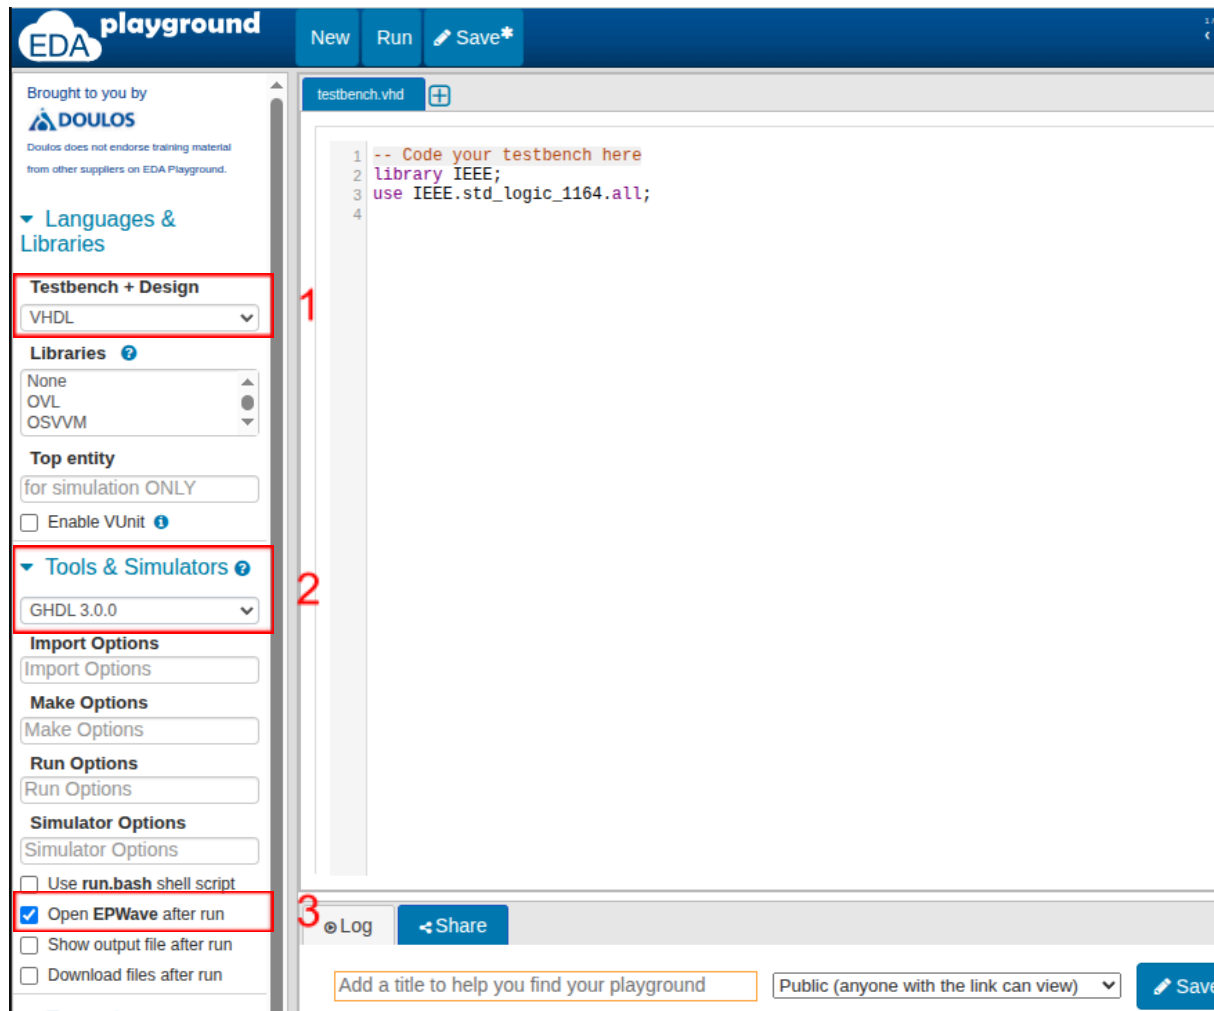 EDA playground
New
Run
Save*
1/
Brought to you by
DOULOS
Doulos does not endorse training material
from other suppliers on EDA Playground.
Languages &
Libraries
Testbench + Design
VHDL
1
Libraries
None
OVL
OSVVM
Top entity
for simulation ONLY
Enable VUnit
Tools & Simulators
GHDL 3.0.0
2
Import Options
Import Options
Make Options
Make Options
Run Options
Run Options
Simulator Options
Simulator Options
Use run.bash shell script
Open EPWave after run
3
Show output file after run
Download files after run
testbench.vhd
1 -- Code your testbench here
2 library IEEE;
3 use IEEE.std_logic_1164.all;
4
Log
Share
Add a title to help you find your playground
Public (anyone with the link can view)
Save